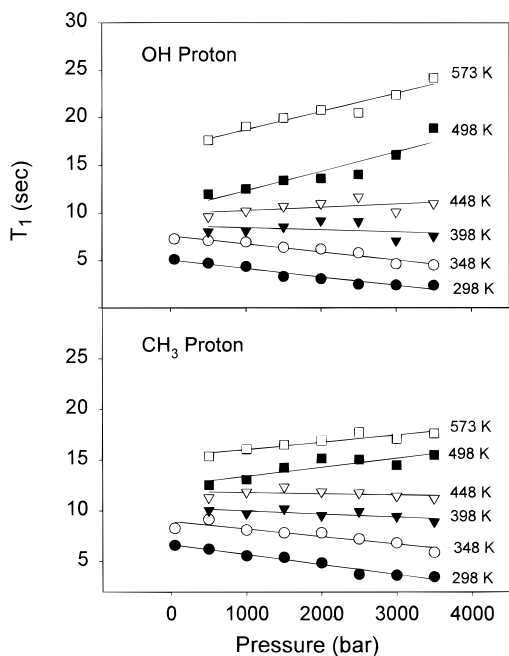 30
OH Proton
573 K
25
20
498 K
15
448 K
10
398 K
5
348 K
298 K
T1 (sec)
CH3 Proton
25
20
573 K
498 K
15
448 K
10
398 K
348 K
5
298 K
0 1000 2000 3000 4000
Pressure (bar)